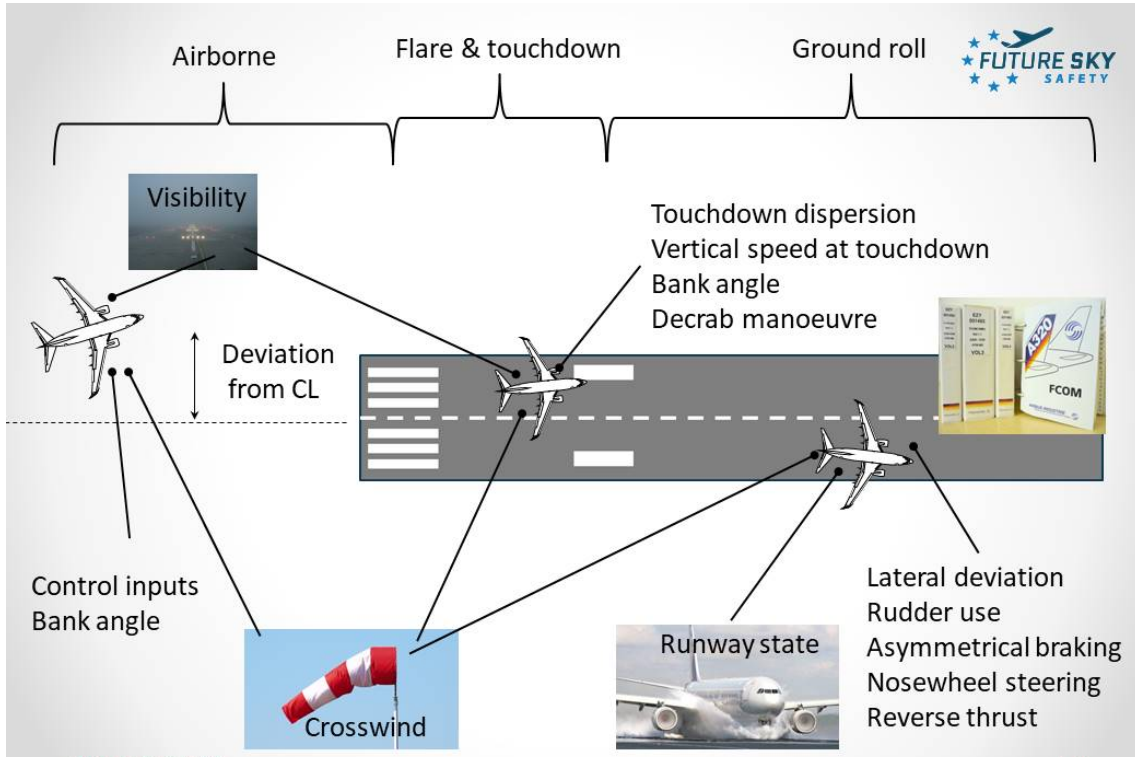 Airborne
Flare & touchdown
Ground roll
FUTURE SKY
SAFETY
Visibility
Touchdown dispersion
Vertical speed at touchdown
Bank angle
Decrab manoeuvre
Deviation
from CL
A320
FCOM
Control inputs
Bank angle
Crosswind
Runway state
Lateral deviation
Rudder use
Asymmetrical braking
Nosewheel steering
Reverse thrust